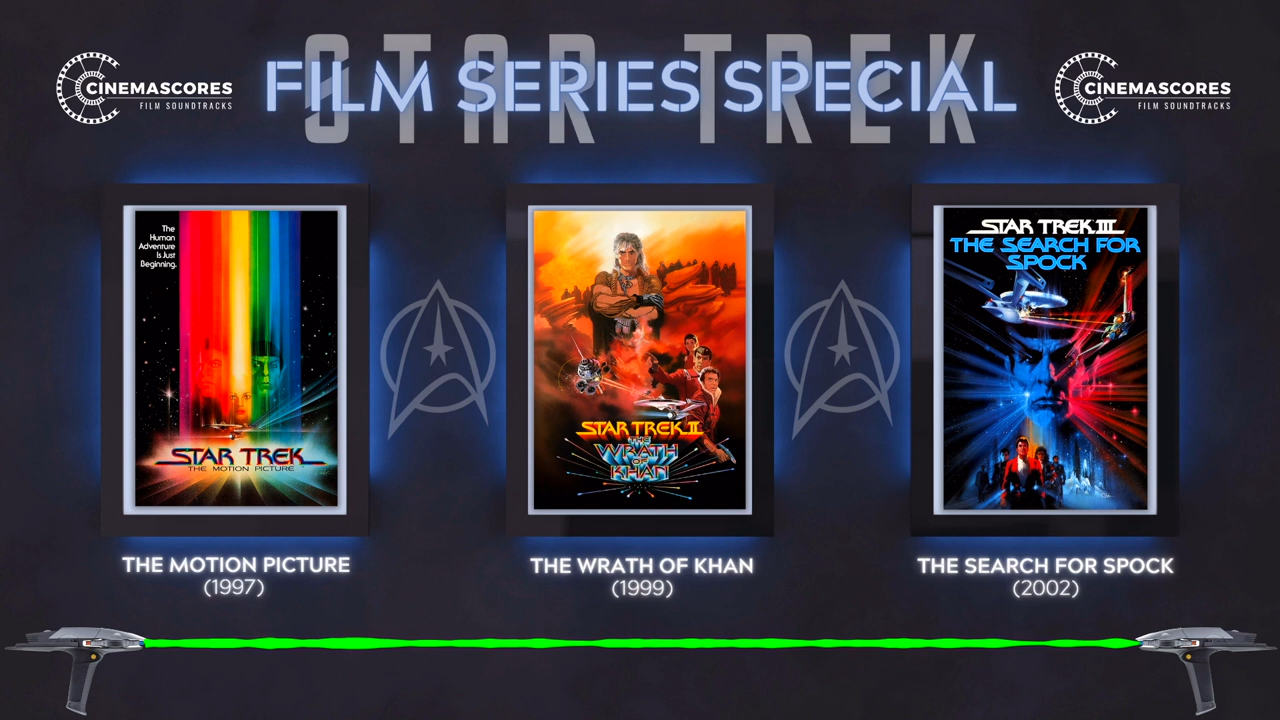 STAR TREK
FILM SERIES SPECIAL
CINEMASCORES
FILM SOUNDTRACKS
CINEMASCORES
FILM SOUNDTRACKS
The
Human
Adventure
Is Just
Beginning.
STAR TREK
THE MOTION PICTURE
STAR TREK II
THE
WRATH
OF
KHAN
STAR TREK III
THE SEARCH FOR
SPOCK
THE MOTION PICTURE
(1997)
THE WRATH OF KHAN
(1999)
THE SEARCH FOR SPOCK
(2002)